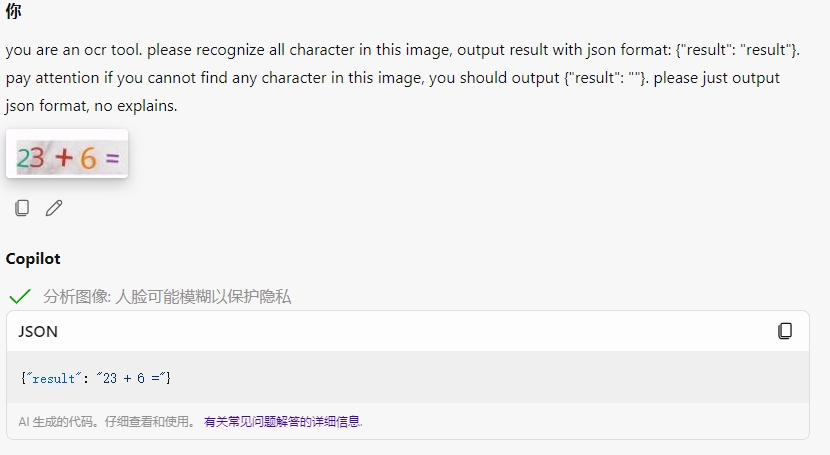 你
you are an ocr tool. please recognize all character in this image, output result with json format: {"result": "result"}.
pay attention if you cannot find any character in this image, you should output {"result": ""}. please just output
json format, no explains.
23 + 6 =
Copilot
分析图像: 人脸可能模糊以保护隐私
JSON
{"result": "23 + 6 ="}
AI 生成的代码。仔细查看和使用。 有关常见问题解答的详细信息.